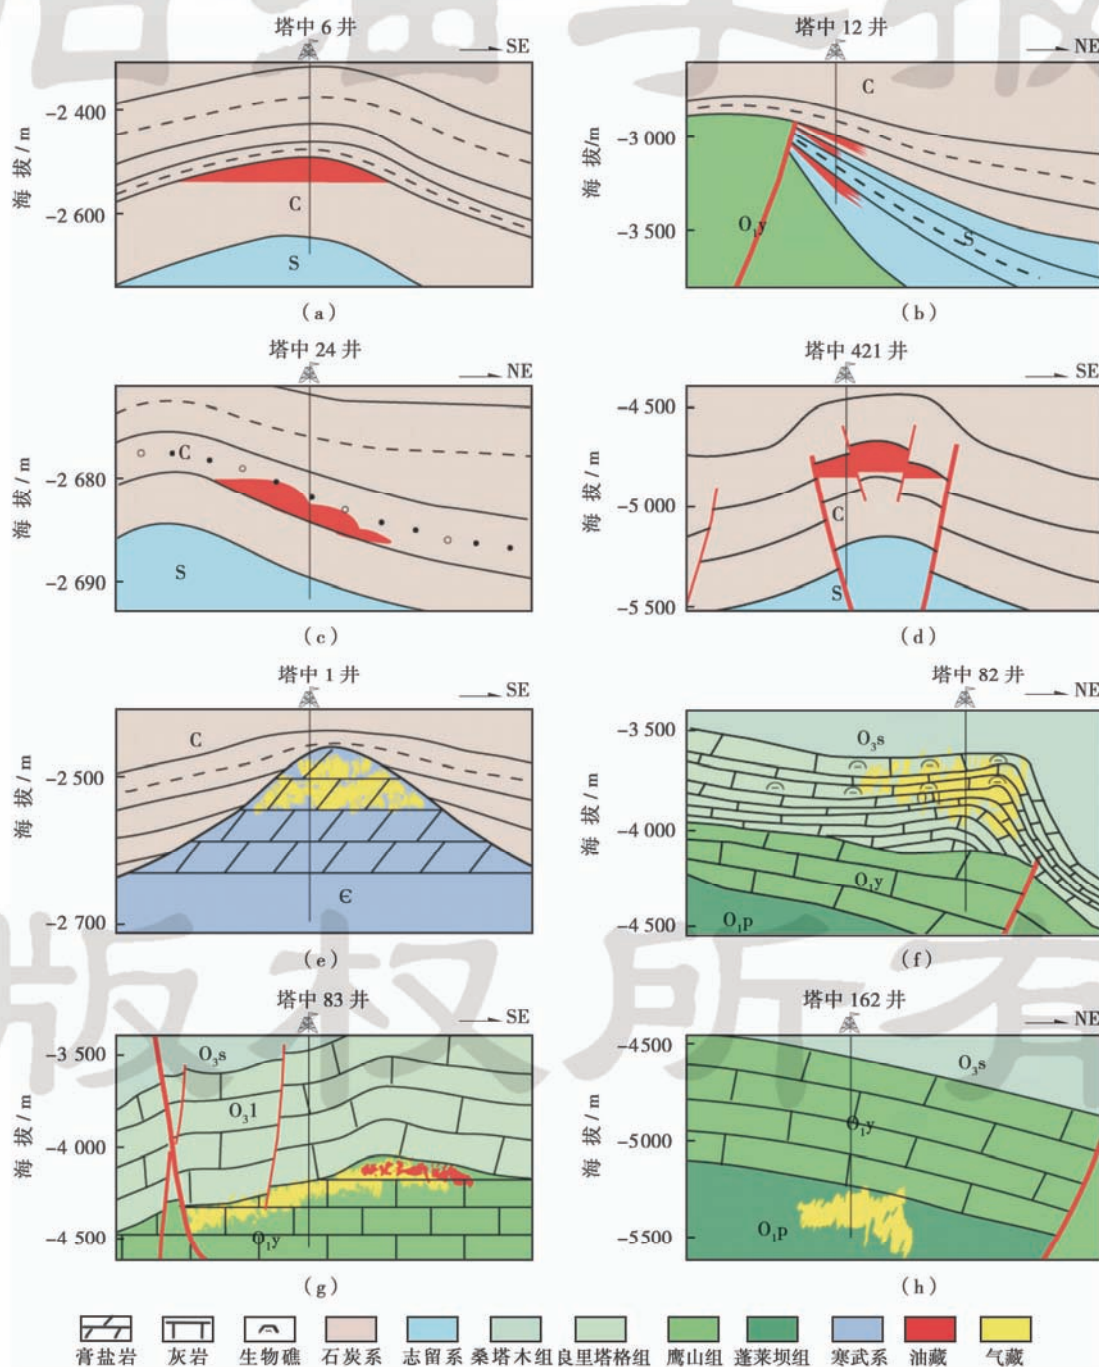 塔中 6 井
SE
海拔/m
-2 400
-2 600
C
S
(a)
塔中 12 井
NE
海拔/m
-3 000
-3 500
C
O₁y
S
(b)
塔中 24 井
NE
海拔/m
-2 680
-2 690
C
S
(c)
塔中 421 井
SE
海拔/m
-4 500
-5 000
-5 500
C
S
(d)
塔中 1 井
SE
海拔/m
-2 500
-2 700
C
Є
(e)
塔中 82 井
NE
海拔/m
-3 500
-4 000
-4 500
O₃s
O₁y
O₁p
(f)
塔中 83 井
SE
海拔/m
-3 500
-4 000
-4 500
O₃s
O₃l
O₁y
(g)
塔中 162 井
NE
海拔/m
-4500
-5000
-5500
O₃s
O₁y
O₁p
(h)
膏盐岩 灰岩 生物礁 石炭系 志留系 桑塔木组 良里塔格组 鹰山组 蓬莱坝组 寒武系 油藏 气藏
版权所有